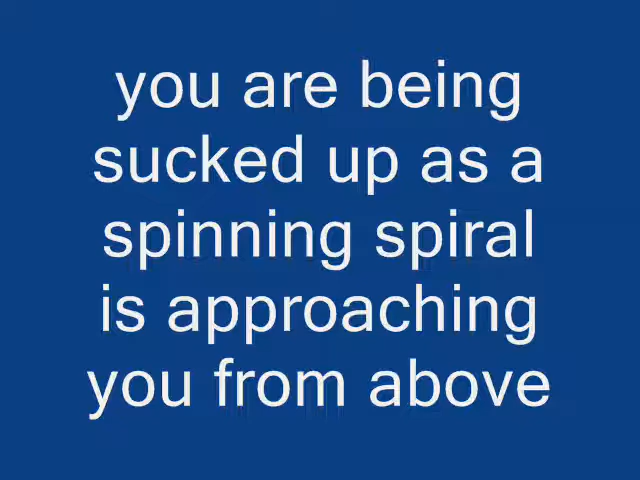 you are being
sucked up as a
spinning spiral
is approaching
you from above